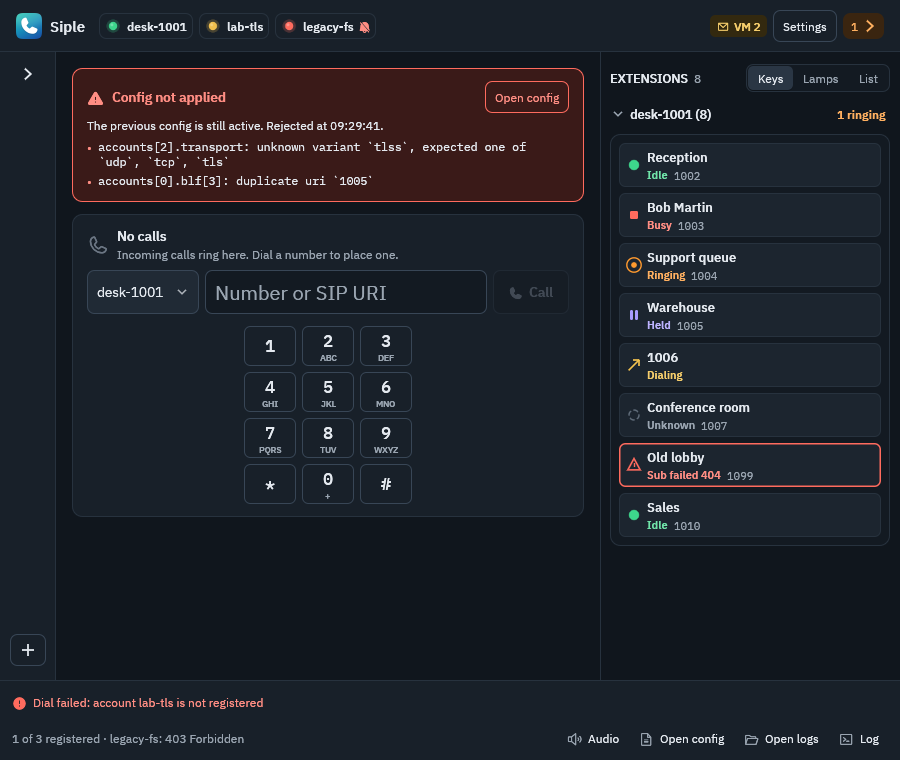 Siple
desk-1001
lab-tls
legacy-fs
VM 2
Settings
1
Config not applied
Open config
The previous config is still active. Rejected at 09:29:41.
• accounts[2].transport: unknown variant `tlss`, expected one of
`udp`, `tcp`, `tls`
• accounts[0].blf[3]: duplicate uri `1005`
No calls
Incoming calls ring here. Dial a number to place one.
desk-1001
Number or SIP URI
Call
1
2
ABC
3
DEF
4
GHI
5
JKL
6
MNO
7
PQRS
8
TUV
9
WXYZ
*
0
+
#
EXTENSIONS 8
Keys
Lamps
List
desk-1001 (8)
1 ringing
Reception
Idle 1002
Bob Martin
Busy 1003
Support queue
Ringing 1004
Warehouse
Held 1005
1006
Dialing
Conference room
Unknown 1007
Old lobby
Sub failed 404 1099
Sales
Idle 1010
Dial failed: account lab-tls is not registered
1 of 3 registered · legacy-fs: 403 Forbidden
Audio
Open config
Open logs
Log